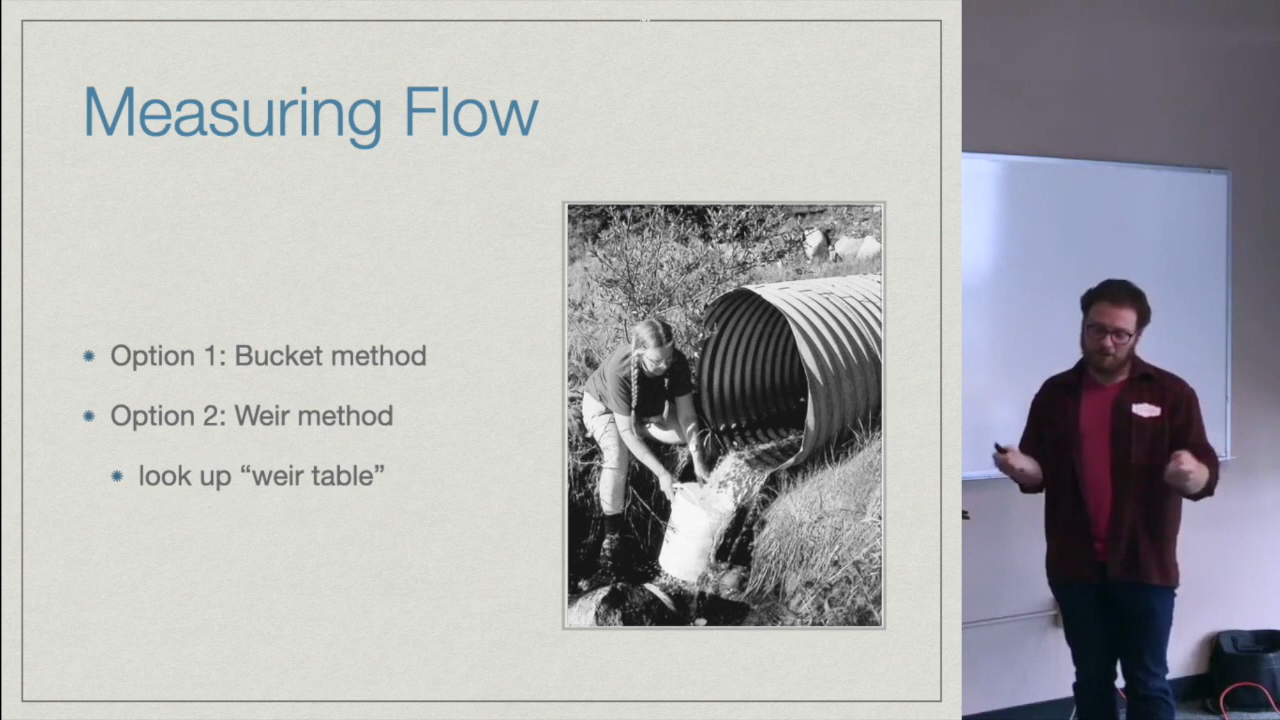 Measuring Flow
Option 1: Bucket method
Option 2: Weir method
look up “weir table”